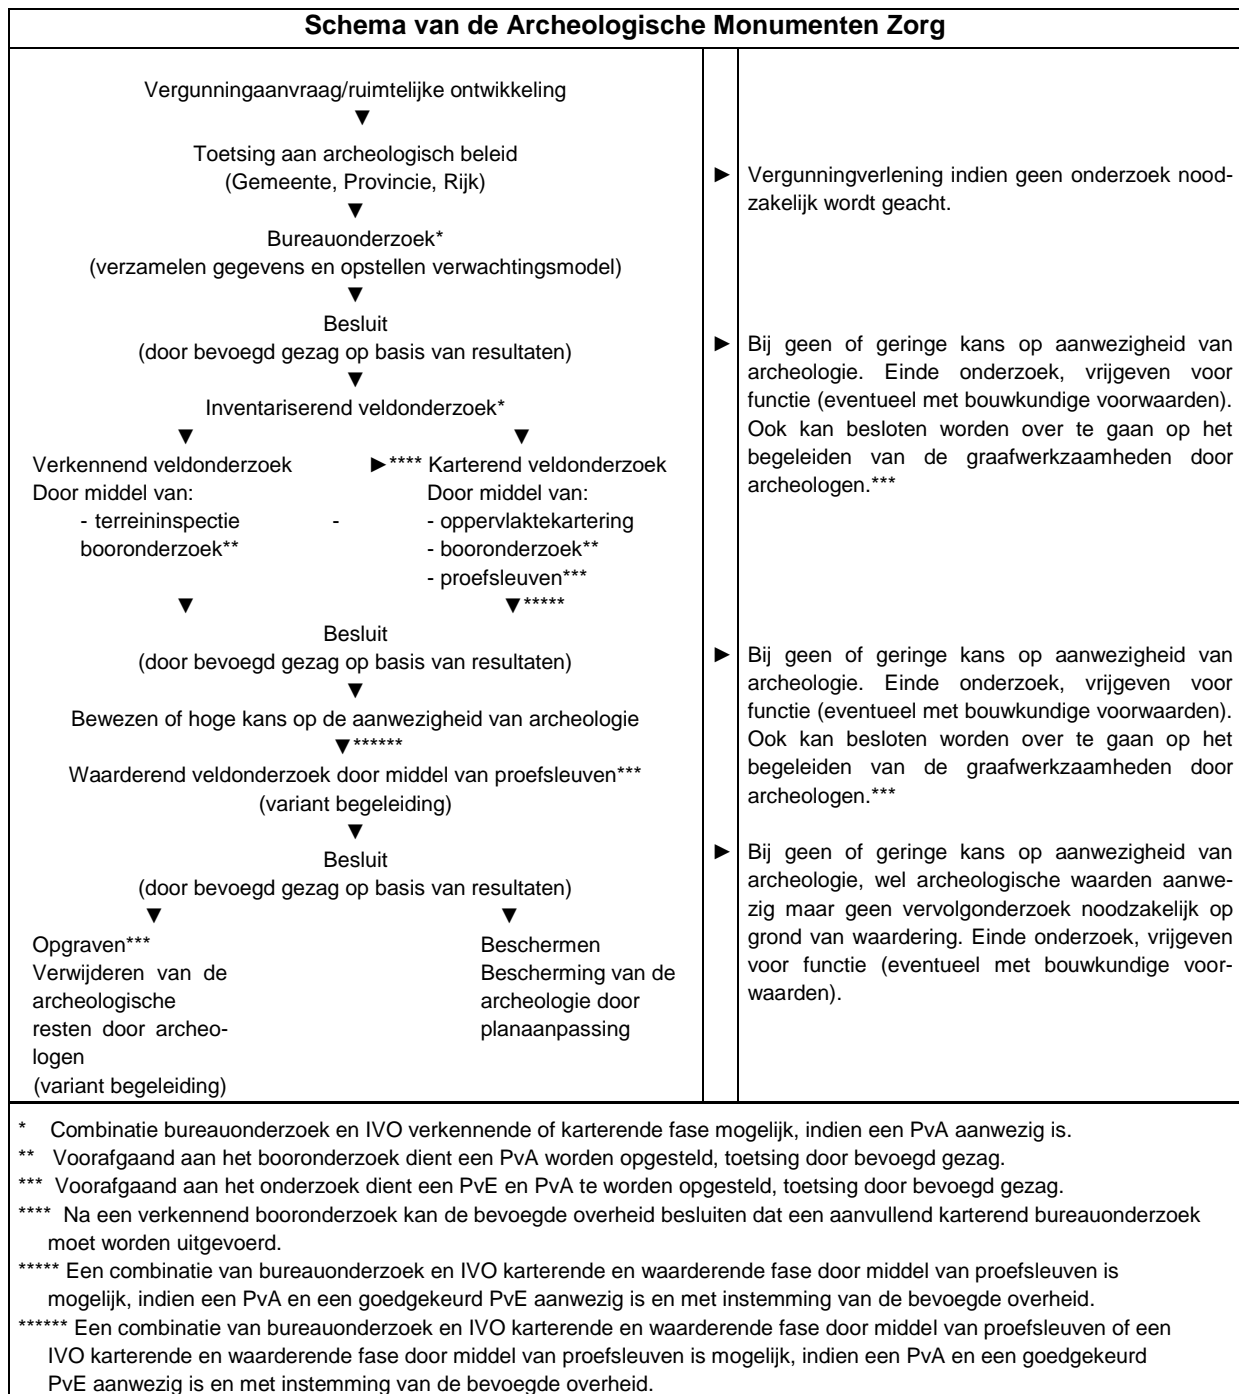 Schema van de Archeologische Monumenten Zorg
Vergunningaanvraag/ruimtelijke ontwikkeling
▼
Toetsing aan archeologisch beleid
(Gemeente, Provincie, Rijk)
▼
Bureauonderzoek*
(verzamelen gegevens en opstellen verwachtingsmodel)
▼
Besluit
(door bevoegd gezag op basis van resultaten)
▼
Inventariserend veldonderzoek*
▼ ▼
Verkennend veldonderzoek ►**** Karterend veldonderzoek
Door middel van: Door middel van:
- terreininspectie - - oppervlaktekartering
booronderzoek** - booronderzoek**
- proefsleuven***
▼ ▼*****
Besluit
(door bevoegd gezag op basis van resultaten)
▼
Bewezen of hoge kans op de aanwezigheid van archeologie
▼******
Waarderend veldonderzoek door middel van proefsleuven***
(variant begeleiding)
▼
Besluit
(door bevoegd gezag op basis van resultaten)
▼ ▼
Opgraven***
Verwijderen van de
archeologische
resten door archeo-
logen
(variant begeleiding)
Beschermen
Bescherming van de
archeologie door
planaanpassing
► Vergunningverlening indien geen onderzoek nood-
zakelijk wordt geacht.
► Bij geen of geringe kans op aanwezigheid van
archeologie. Einde onderzoek, vrijgeven voor
functie (eventueel met bouwkundige voorwaarden).
Ook kan besloten worden over te gaan op het
begeleiden van de graafwerkzaamheden door
archeologen.***
► Bij geen of geringe kans op aanwezigheid van
archeologie. Einde onderzoek, vrijgeven voor
functie (eventueel met bouwkundige voorwaarden).
Ook kan besloten worden over te gaan op het
begeleiden van de graafwerkzaamheden door
archeologen.***
► Bij geen of geringe kans op aanwezigheid van
archeologie, wel archeologische waarden aanwe-
zig maar geen vervolgonderzoek noodzakelijk op
grond van waardering. Einde onderzoek, vrijgeven
voor functie (eventueel met bouwkundige voor-
waarden).
* Combinatie bureauonderzoek en IVO verkennende of karterende fase mogelijk, indien een PvA aanwezig is.
** Voorafgaand aan het booronderzoek dient een PvA worden opgesteld, toetsing door bevoegd gezag.
*** Voorafgaand aan het onderzoek dient een PvE en PvA te worden opgesteld, toetsing door bevoegd gezag.
**** Na een verkennend booronderzoek kan de bevoegde overheid besluiten dat een aanvullend karterend bureauonderzoek
moet worden uitgevoerd.
***** Een combinatie van bureauonderzoek en IVO karterende en waarderende fase door middel van proefsleuven is
mogelijk, indien een PvA en een goedgekeurd PvE aanwezig is en met instemming van de bevoegde overheid.
****** Een combinatie van bureauonderzoek en IVO karterende en waarderende fase door middel van proefsleuven of een
IVO karterende en waarderende fase door middel van proefsleuven is mogelijk, indien een PvA en een goedgekeurd
PvE aanwezig is en met instemming van de bevoegde overheid.